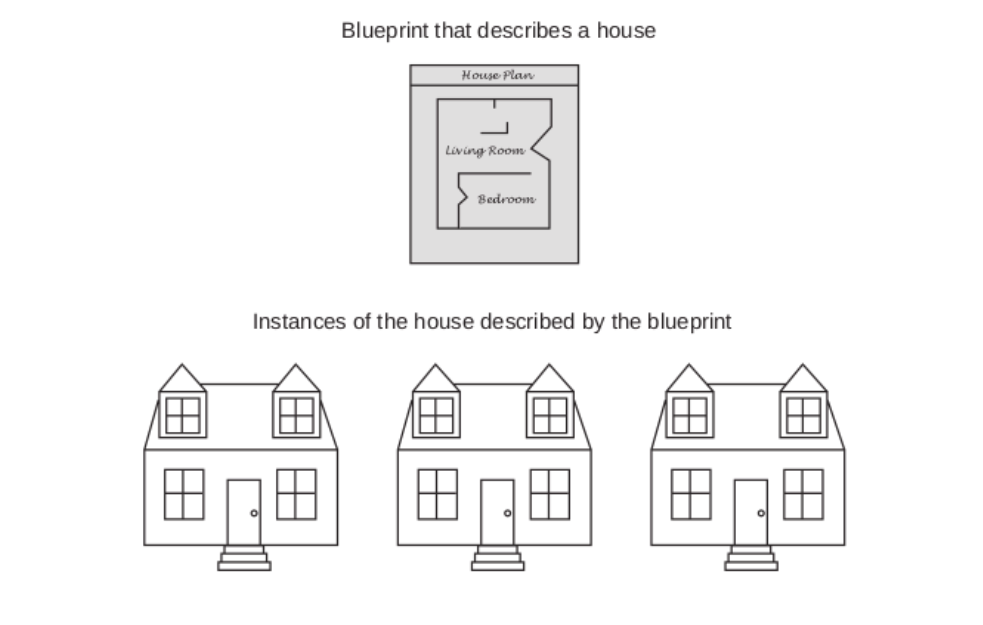 Blueprint that describes a house
House Plan
Living Room
Bedroom
Instances of the house described by the blueprint